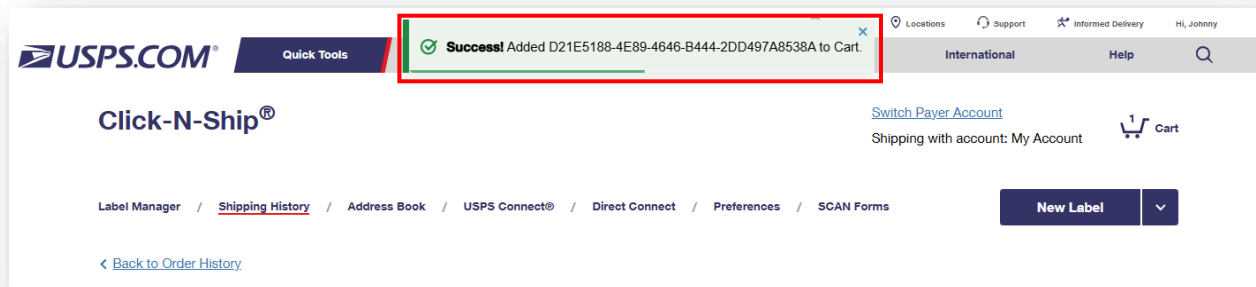 Locations Support Informed Delivery Hi, Johnny
Success! Added D21E5188-4E89-4646-B444-2DD497A8538A to Cart.
USPS.COM® Quick Tools International Help
Click-N-Ship®
Switch Payer Account
Shipping with account: My Account
1 Cart
Label Manager / Shipping History / Address Book / USPS Connect® / Direct Connect / Preferences / SCAN Forms
New Label
Back to Order History